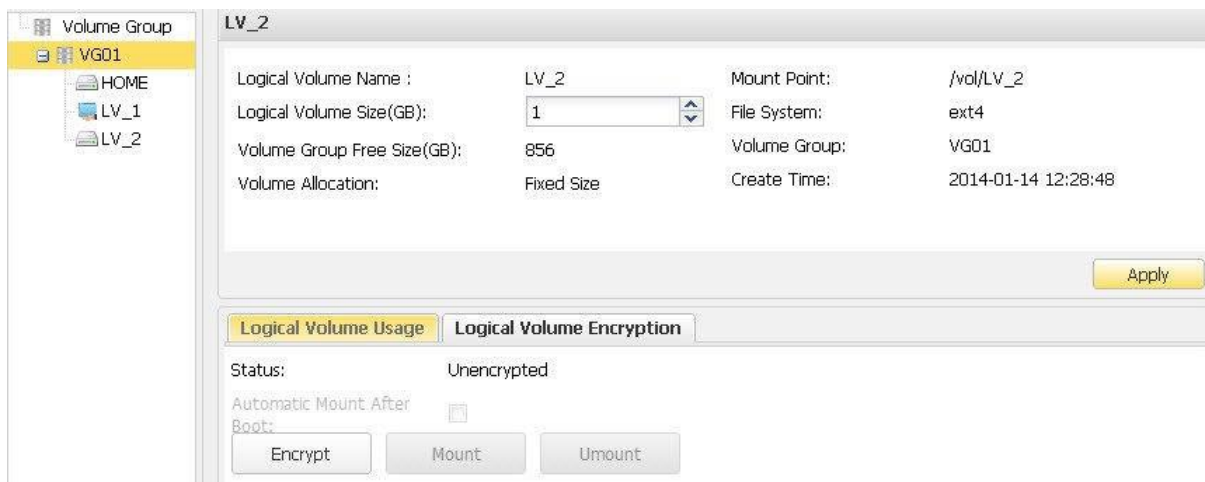 Volume Group
VG01
HOME
LV_1
LV_2
LV_2
Logical Volume Name : LV_2 Mount Point: /vol/LV_2
Logical Volume Size(GB): 1 File System: ext4
Volume Group Free Size(GB): 856 Volume Group: VG01
Volume Allocation: Fixed Size Create Time: 2014-01-14 12:28:48
Apply
Logical Volume Usage Logical Volume Encryption
Status: Unencrypted
Automatic Mount After
Boot:
Encrypt Mount Umount